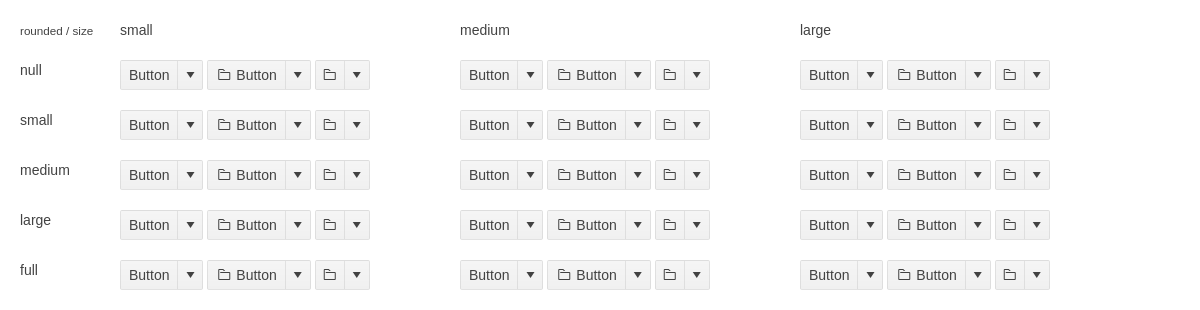 rounded / size small medium large
null Button Button Button Button Button Button
small Button Button Button Button Button Button
medium Button Button Button Button Button Button
large Button Button Button Button Button Button
full Button Button Button Button Button Button